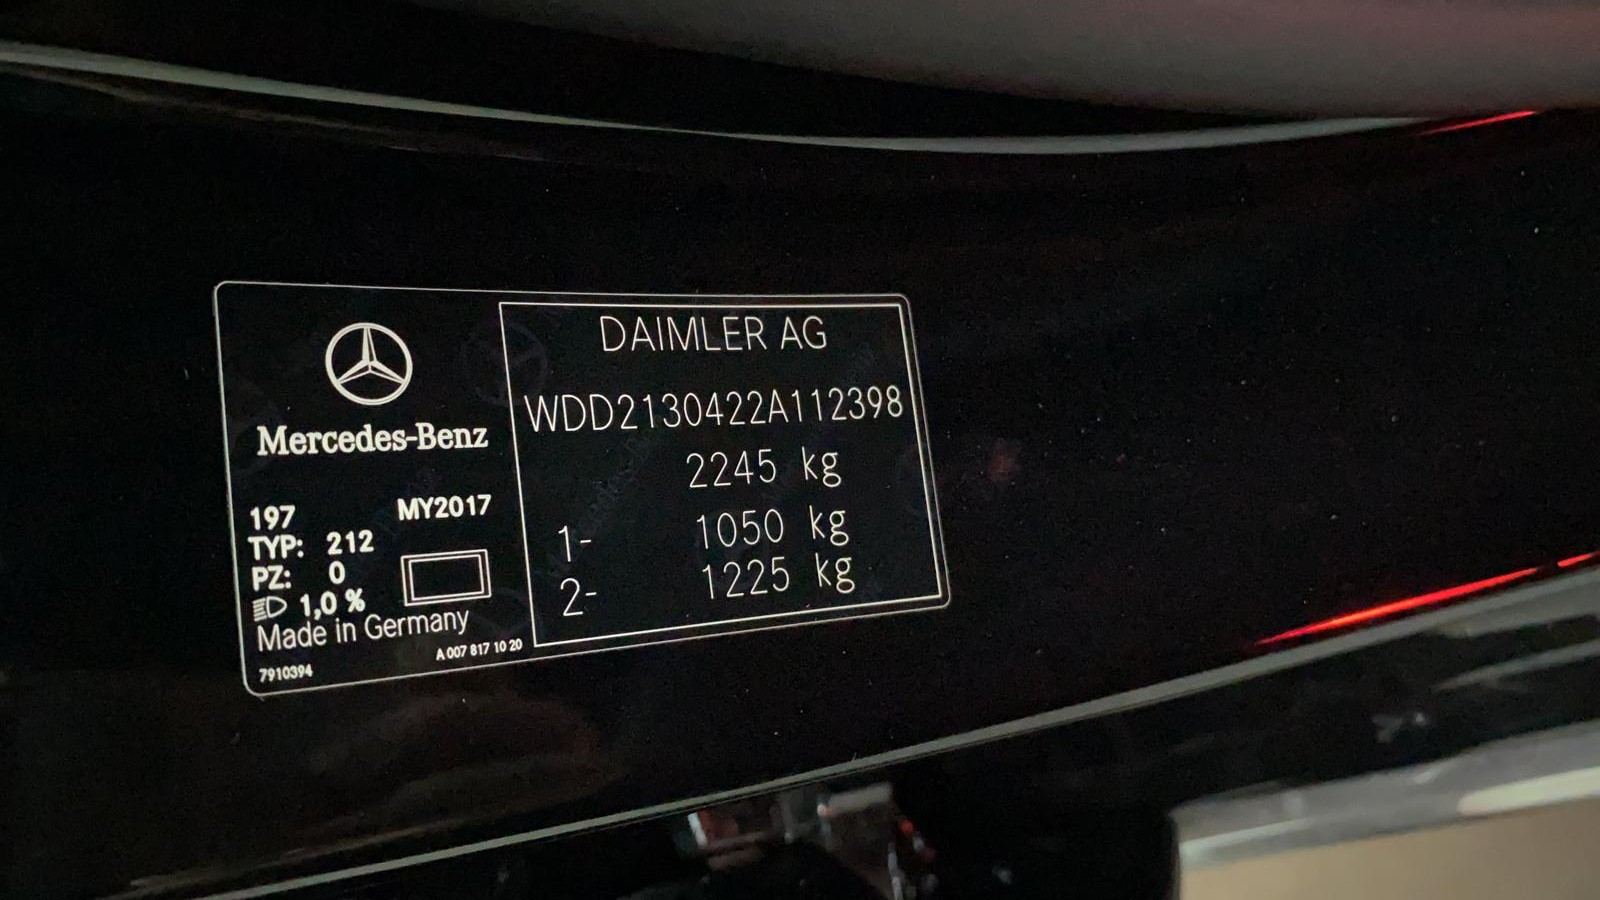 Mercedes-Benz
197 MY2017
TYP: 212
PZ: 0
1,0 %
Made in Germany
A 007 817 10 20
7910394
DAIMLER AG
WDD2130422A112398
2245 kg
1- 1050 kg
2- 1225 kg